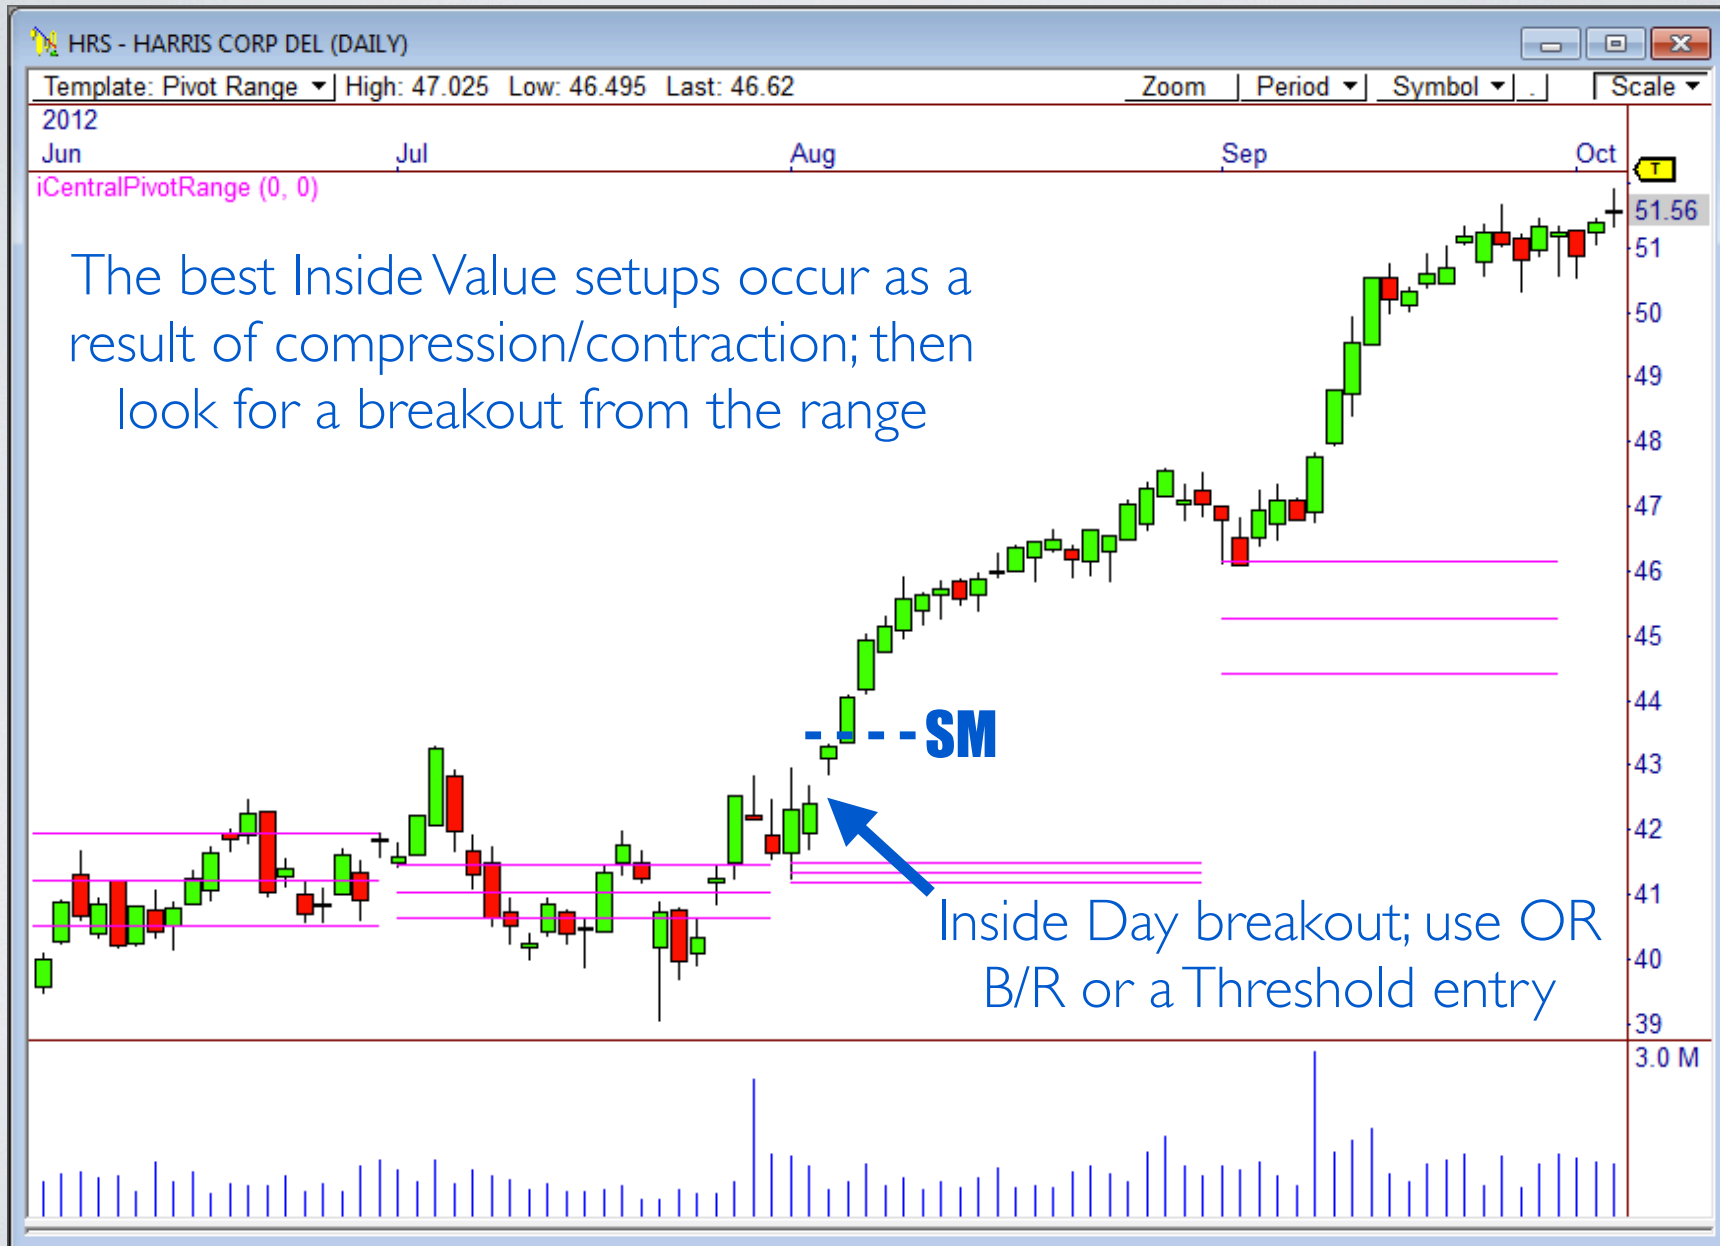 HRS - HARRIS CORP DEL (DAILY)
Template: Pivot Range High: 47.025 Low: 46.495 Last: 46.62 Zoom Period Symbol . Scale
2012
Jun Jul Aug Sep Oct
T
iCentralPivotRange (0, 0)
51.56
51
The best Inside Value setups occur as a
result of compression/contraction; then
look for a breakout from the range
50
49
48
47
46
45
44
SM
43
42
41
Inside Day breakout; use OR
B/R or a Threshold entry
40
39
3.0 M